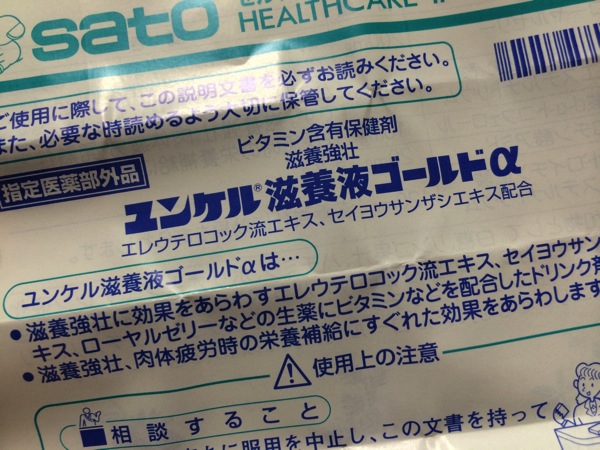 sato
HEALTHCARE
ご使用に際して、この説明文書を必ずお読みください。
また、必要な時読めるよう大切に保管してください。
ビタミン含有保健剤
滋養強壮
指定医薬部外品
ユンケル®滋養液ゴールドα
エレウテロコック流エキス、セイヨウサンザシエキス配合
ユンケル滋養液ゴールドαは…
●滋養強壮に効果をあらわすエレウテロコック流エキス、セイヨウサン
キス、ローヤルゼリーなどの生薬にビタミンなどを配合したドリンク剤
●滋養強壮、肉体疲労時の栄養補給にすぐれた効果をあらわします
使用上の注意
■相談すること
に服用を中止し、この文書を持って